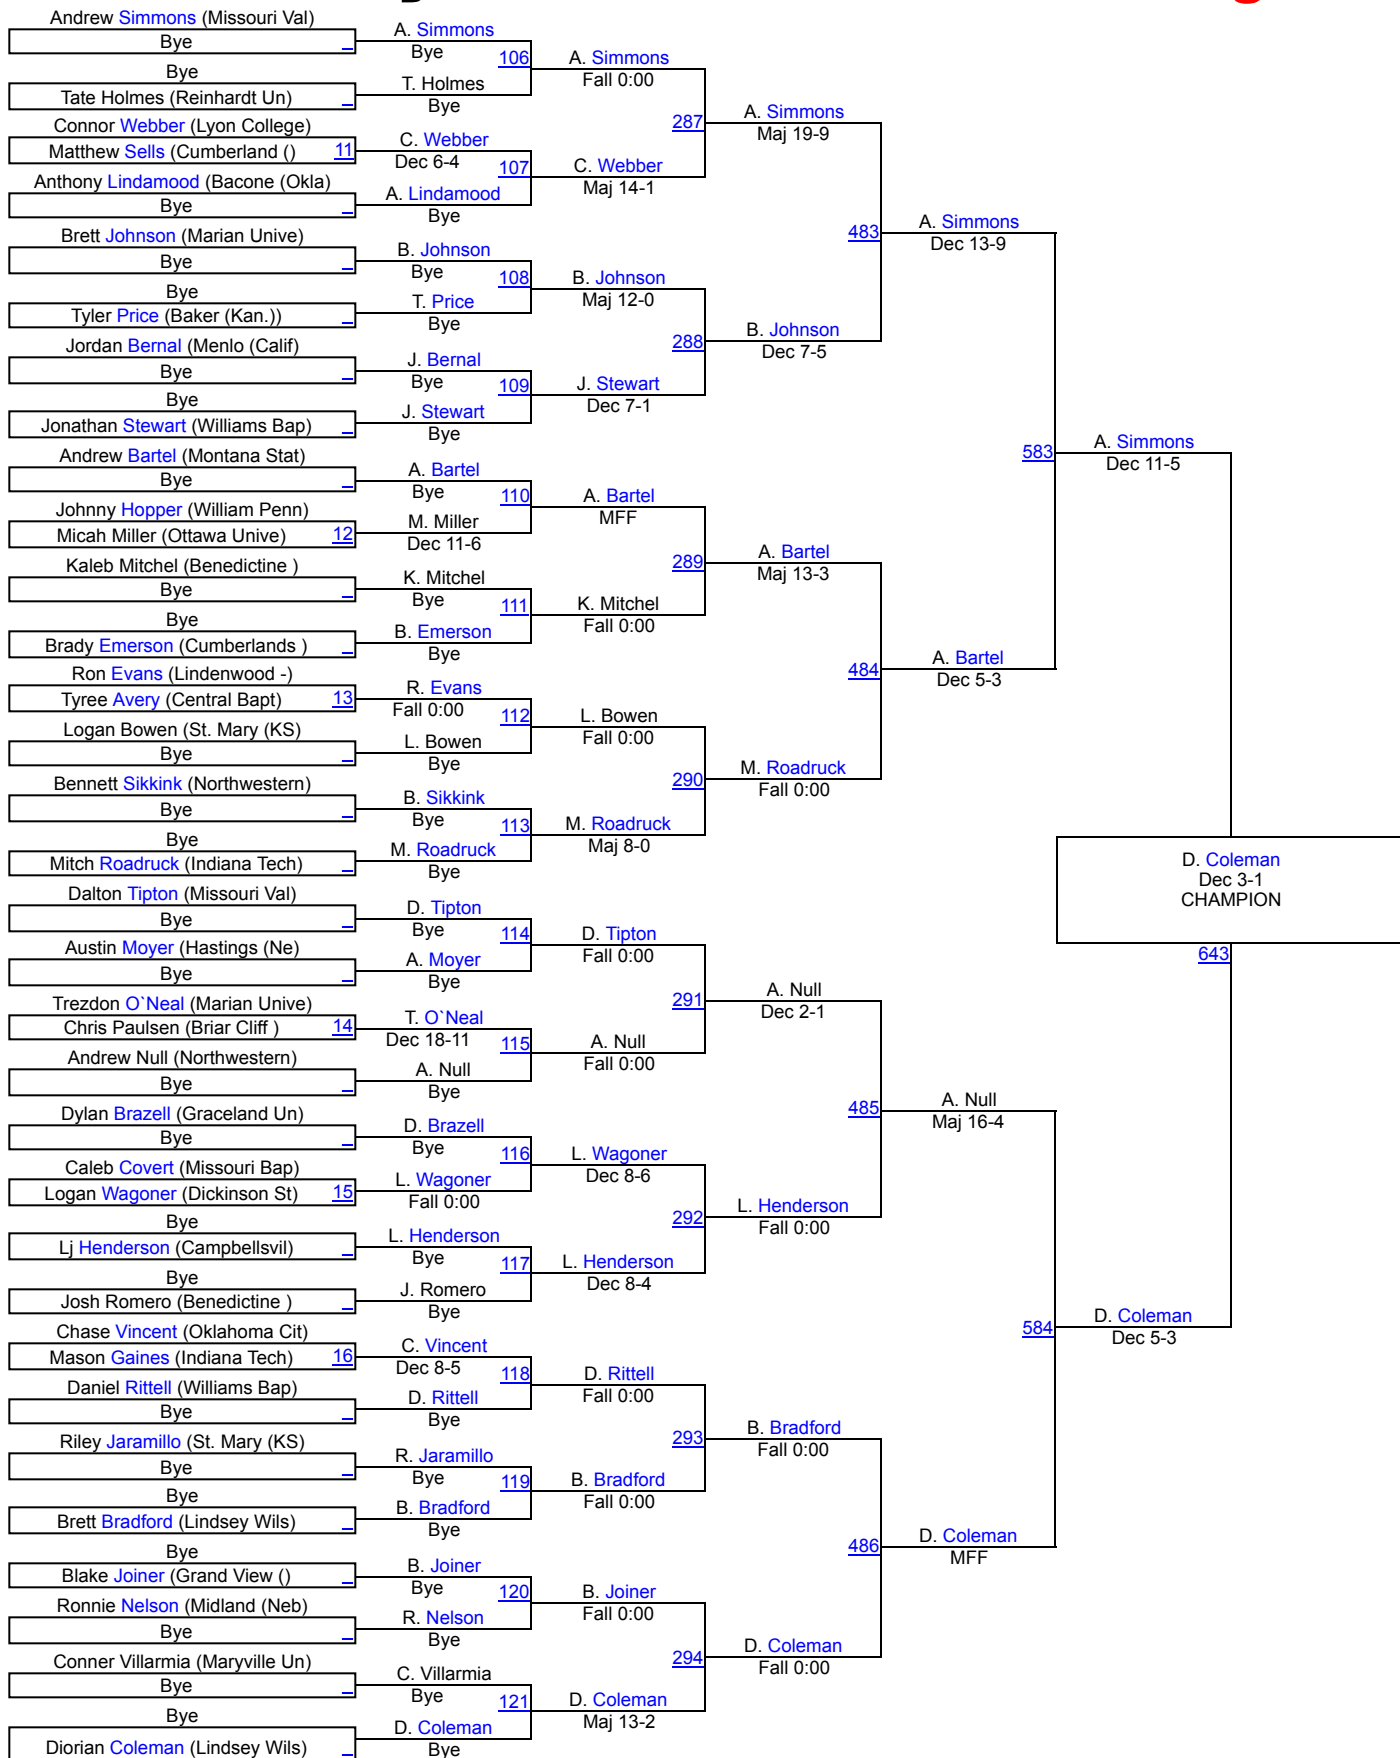 Andrew Simmons (Missouri Val)
Bye
Bye
Tate Holmes (Reinhardt Un)
Connor Webber (Lyon College)
Matthew Sells (Cumberland () 11
Anthony Lindamood (Bacone (Okla)
Bye
Brett Johnson (Marian Unive)
Bye
Bye
Tyler Price (Baker (Kan.))
Jordan Bernal (Menlo (Calif)
Bye
Bye
Jonathan Stewart (Williams Bap)
Andrew Bartel (Montana Stat)
Bye
Johnny Hopper (William Penn)
Micah Miller (Ottawa Unive) 12
Kaleb Mitchel (Benedictine )
Bye
Bye
Brady Emerson (Cumberlands )
Ron Evans (Lindenwood -)
Tyree Avery (Central Bapt) 13
Logan Bowen (St. Mary (KS)
Bye
Bennett Sikkink (Northwestern)
Bye
Bye
Mitch Roadruck (Indiana Tech)
Dalton Tipton (Missouri Val)
Bye
Austin Moyer (Hastings (Ne)
Bye
Trezdon O`Neal (Marian Unive)
Chris Paulsen (Briar Cliff ) 14
Andrew Null (Northwestern)
Bye
Dylan Brazell (Graceland Un)
Bye
Caleb Covert (Missouri Bap)
Logan Wagoner (Dickinson St) 15
Bye
Lj Henderson (Campbellsvil)
Bye
Josh Romero (Benedictine )
Chase Vincent (Oklahoma Cit)
Mason Gaines (Indiana Tech) 16
Daniel Rittell (Williams Bap)
Bye
Riley Jaramillo (St. Mary (KS)
Bye
Bye
Brett Bradford (Lindsey Wils)
Bye
Blake Joiner (Grand View ()
Ronnie Nelson (Midland (Neb)
Bye
Conner Villarmia (Maryville Un)
Bye
Bye
Diorian Coleman (Lindsey Wils)
A. Simmons
Bye
106
T. Holmes
Bye
C. Webber
Dec 6-4
107
A. Lindamood
Bye
B. Johnson
Bye
108
T. Price
Bye
J. Bernal
Bye
109
J. Stewart
Bye
A. Bartel
Bye
110
M. Miller
Dec 11-6
K. Mitchel
Bye
111
B. Emerson
Bye
R. Evans
Fall 0:00
112
L. Bowen
Bye
B. Sikkink
Bye
113
M. Roadruck
Bye
D. Tipton
Bye
114
A. Moyer
Bye
T. O`Neal
Dec 18-11
115
A. Null
Bye
D. Brazell
Bye
116
L. Wagoner
Fall 0:00
L. Henderson
Bye
117
J. Romero
Bye
C. Vincent
Dec 8-5
118
D. Rittell
Bye
R. Jaramillo
Bye
119
B. Bradford
Bye
B. Joiner
Bye
120
R. Nelson
Bye
C. Villarmia
Bye
121
D. Coleman
Bye
A. Simmons
Fall 0:00
287
C. Webber
Maj 14-1
B. Johnson
Maj 12-0
288
J. Stewart
Dec 7-1
A. Bartel
MFF
289
K. Mitchel
Fall 0:00
L. Bowen
Fall 0:00
290
M. Roadruck
Maj 8-0
D. Tipton
Fall 0:00
291
A. Null
Fall 0:00
L. Wagoner
Dec 8-6
292
L. Henderson
Dec 8-4
D. Rittell
Fall 0:00
293
B. Bradford
Fall 0:00
B. Joiner
Fall 0:00
294
D. Coleman
Maj 13-2
A. Simmons
Maj 19-9
483
B. Johnson
Dec 7-5
A. Bartel
Maj 13-3
484
M. Roadruck
Fall 0:00
A. Null
Dec 2-1
485
L. Henderson
Fall 0:00
B. Bradford
Fall 0:00
486
D. Coleman
Fall 0:00
A. Simmons
Dec 13-9
583
A. Bartel
Dec 5-3
A. Null
Maj 16-4
584
D. Coleman
MFF
A. Simmons
Dec 11-5
D. Coleman
Dec 3-1
CHAMPION
643
D. Coleman
Dec 5-3